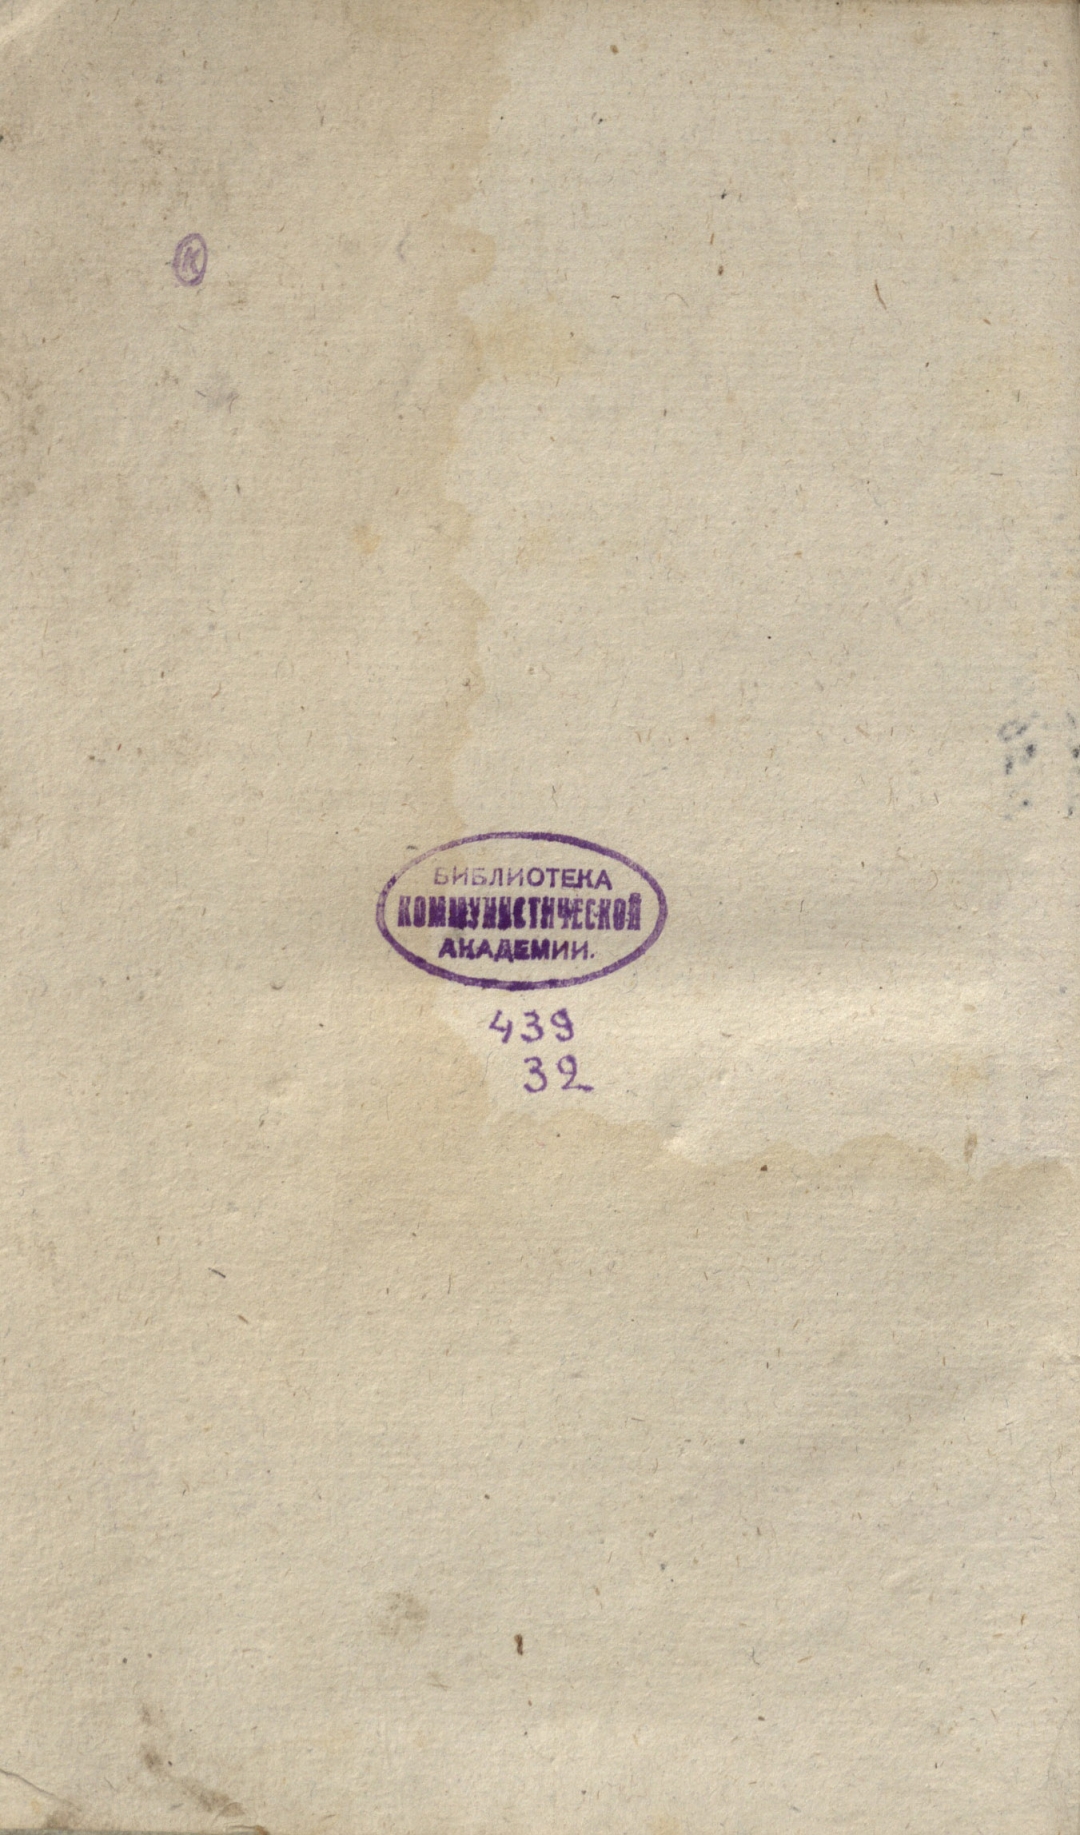 К
БИБЛИОТЕКА
КОММУНИСТИЧЕСКОЙ
АКАДЕМИИ.
439
32